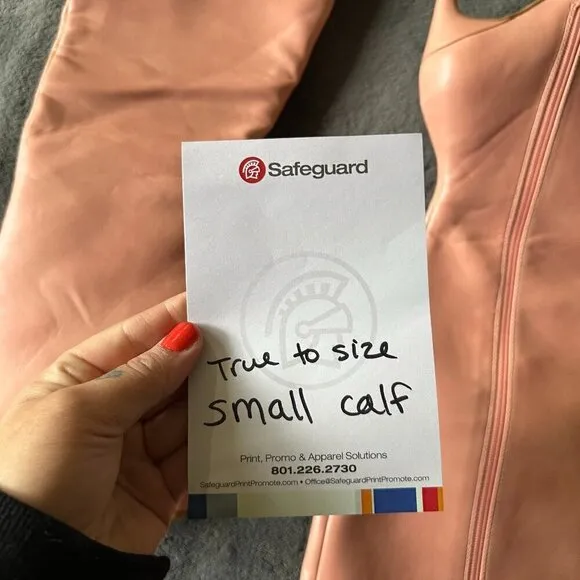 Safeguard
True to size
small calf
Print, Promo & Apparel Solutions
801.226.2730
SafeguardPrintPromote.com • Office@SafeguardPrintPromote.com